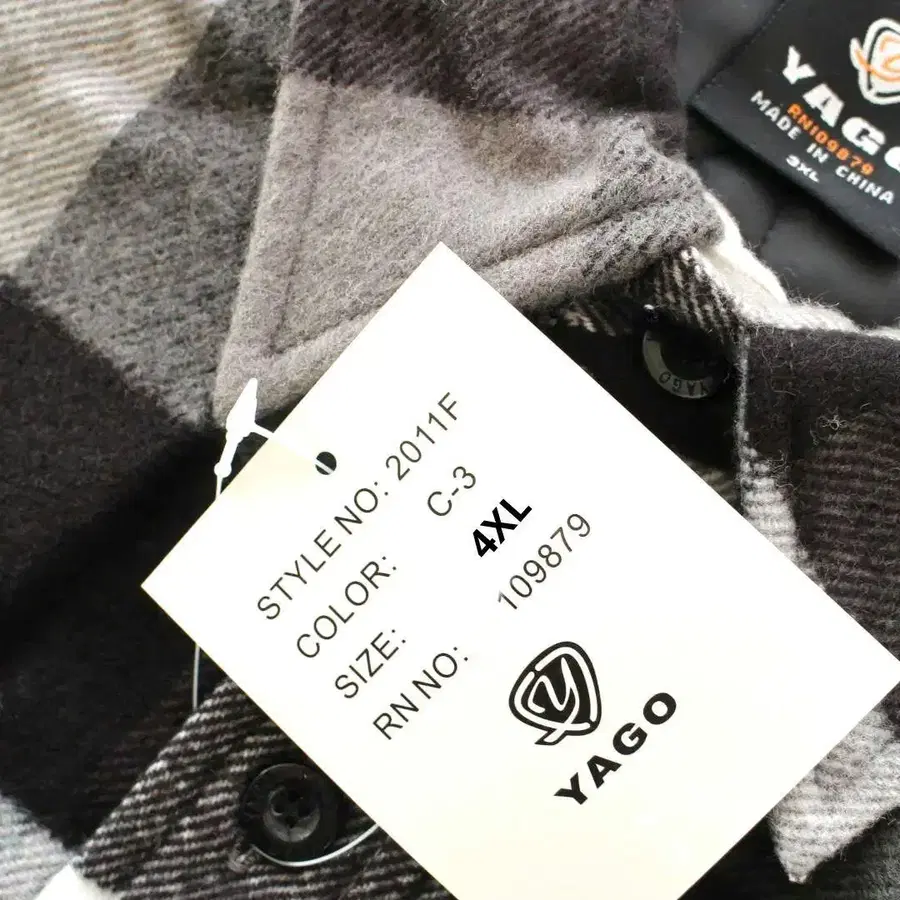 YAGO
RN109879
MADE IN CHINA
3XL
YAGO
STYLE NO: 2011F
COLOR: C-3
SIZE: 4XL
RN NO: 109879
YAGO